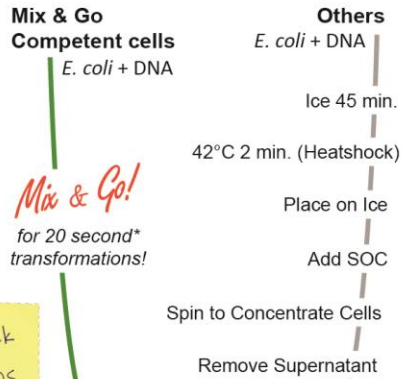 Mix & Go
Competent cells
E. coli + DNA
Mix & Go!
for 20 second*
transformations!
Others
E. coli + DNA
Ice 45 min.
42°C 2 min. (Heatshock)
Place on Ice
Add SOC
Spin to Concentrate Cells
Remove Supernatant